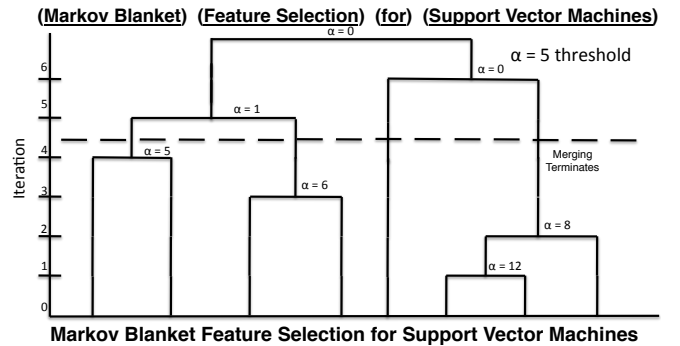 (Markov Blanket) (Feature Selection) (for) (Support Vector Machines)
α = 0
α = 5 threshold
6
α = 0
5
α = 1
Iteration
4
α = 5
Merging
Terminates
3
α = 6
2
α = 8
1
α = 12
0
Markov Blanket Feature Selection for Support Vector Machines